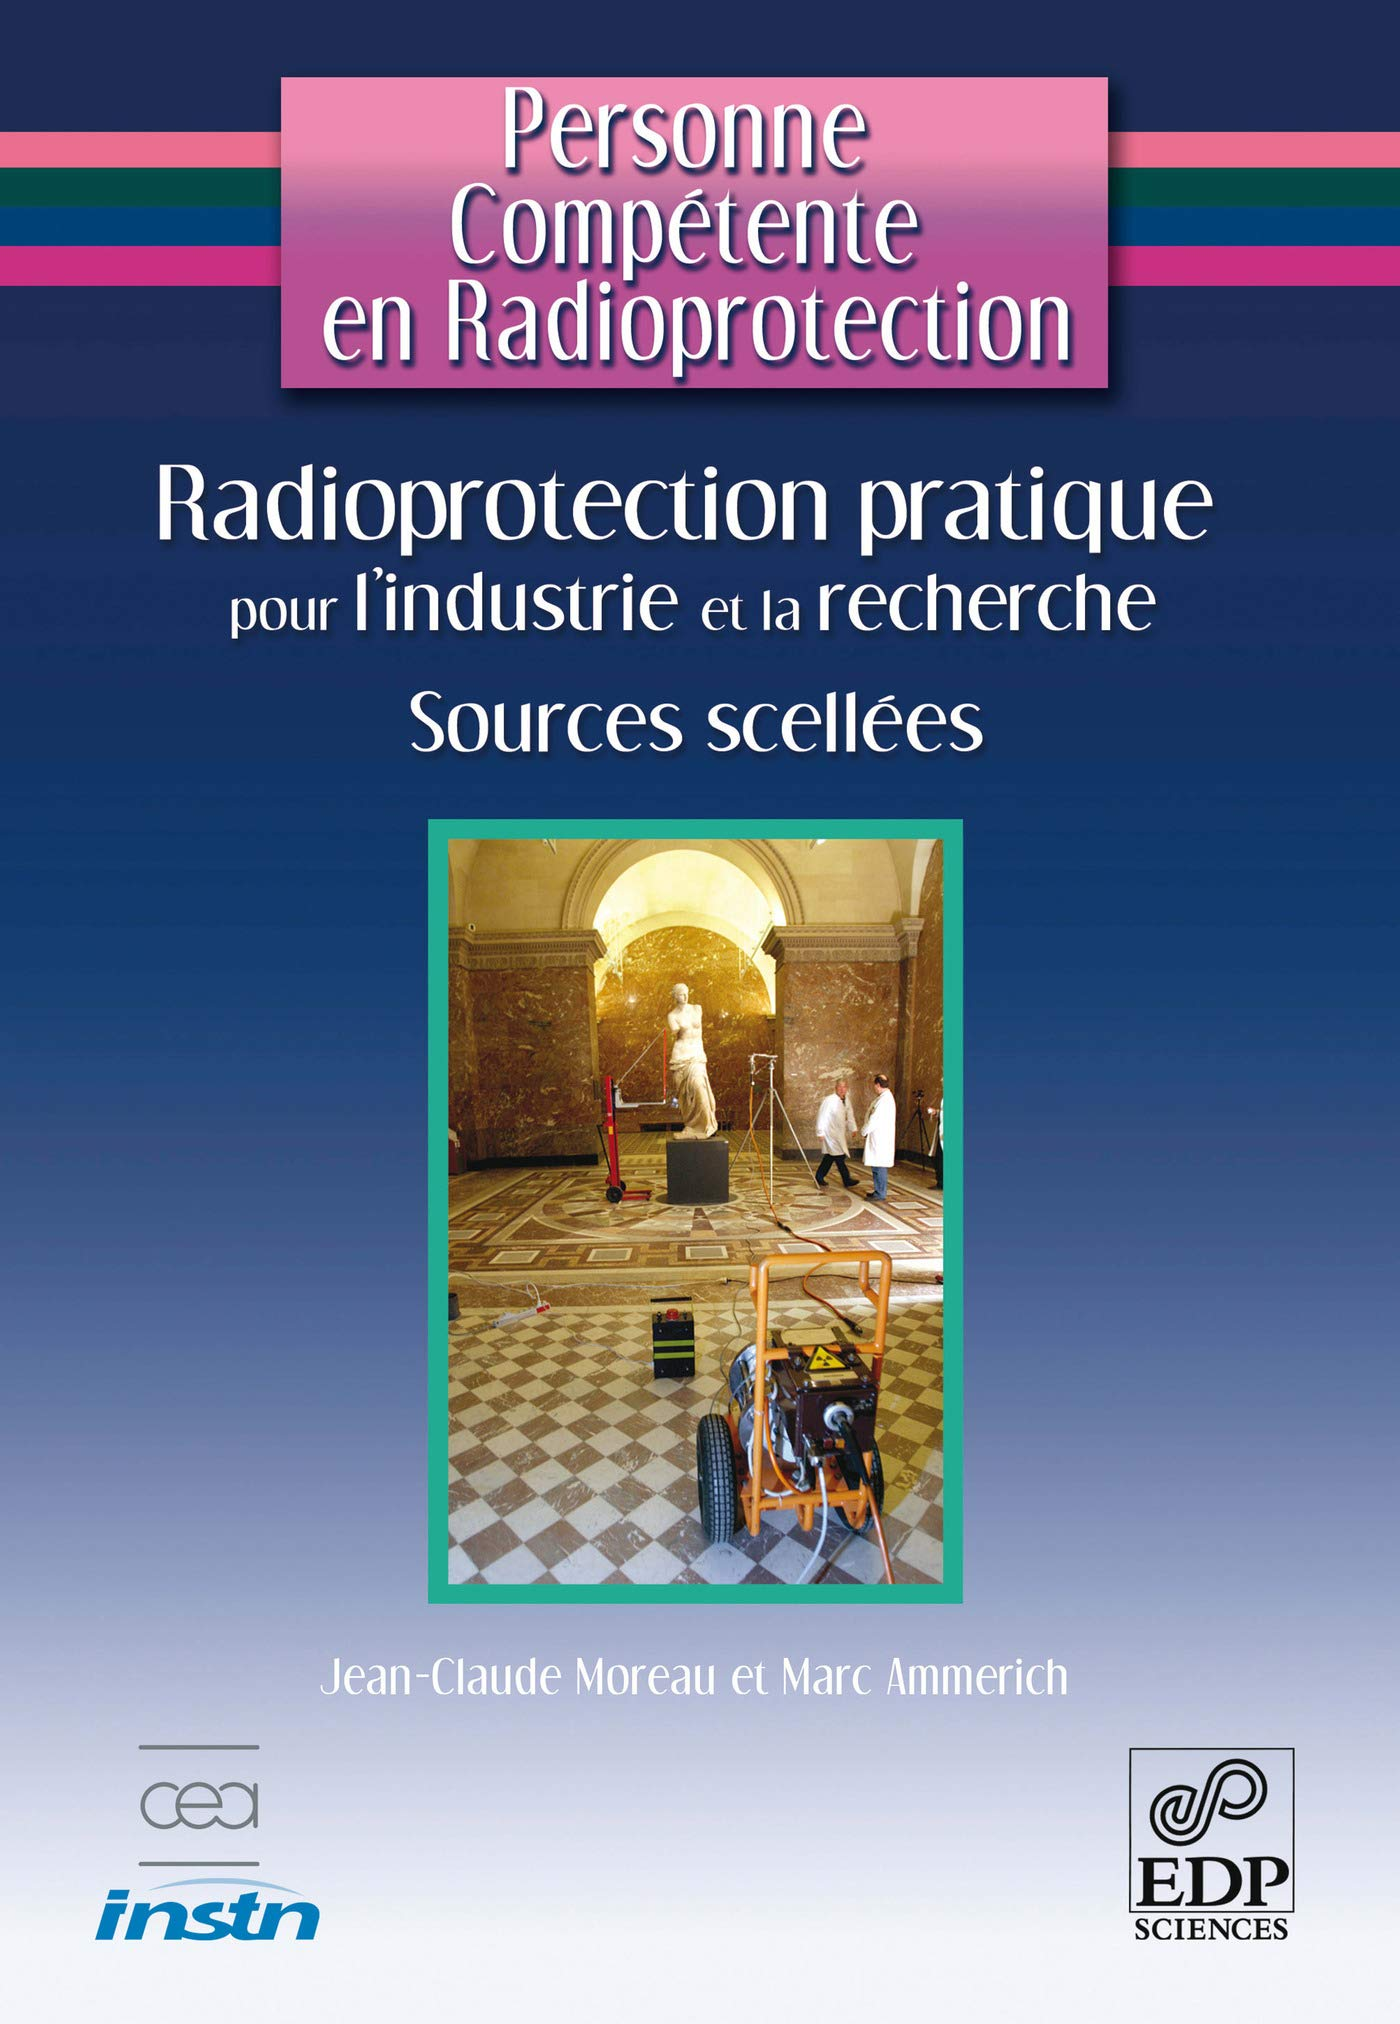 Personne
Compétente
en Radioprotection
Radioprotection pratique
pour l'industrie et la recherche
Sources scellées
Jean-Claude Moreau et Marc Ammerich
cea
instn
EDP
SCIENCES